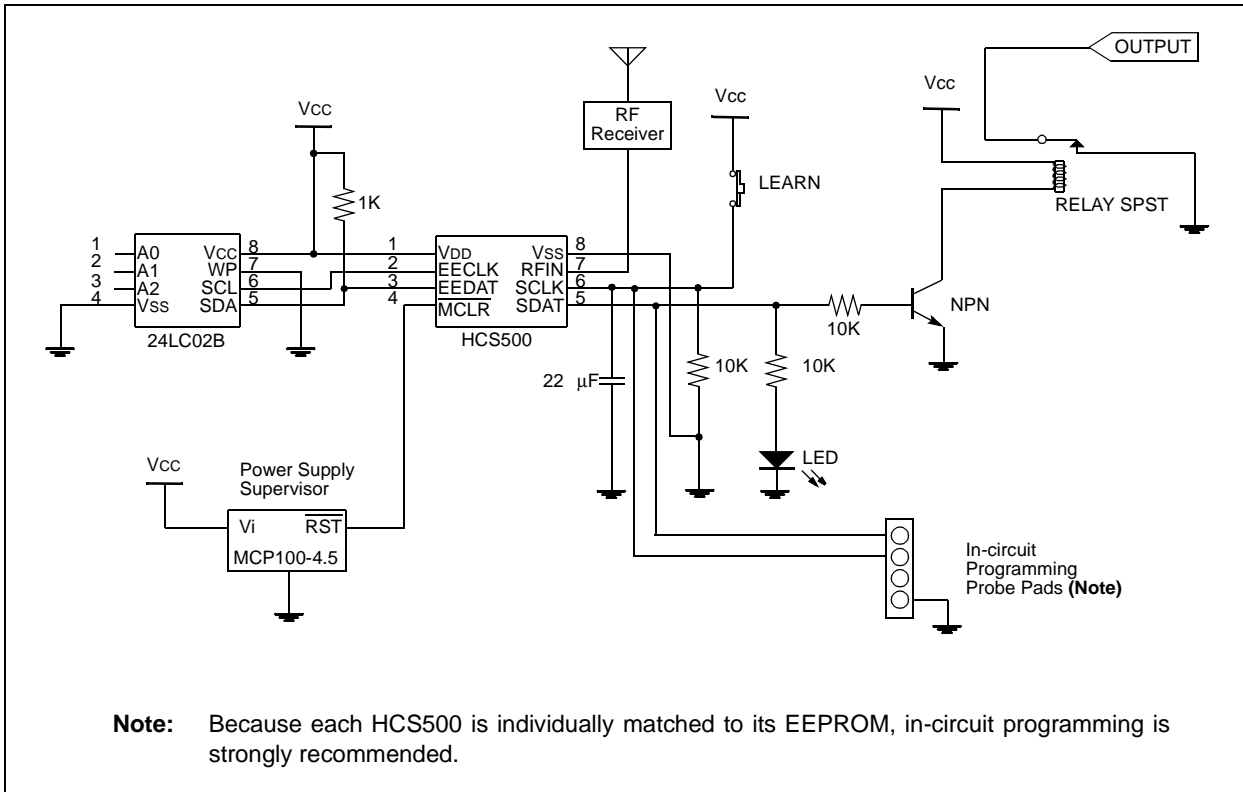 OUTPUT
Vcc
RF
Receiver
Vcc
Vcc
LEARN
1K
RELAY SPST
1 A0 VCC 8
2 A1 WP 7
3 A2 SCL 6
4 VSS SDA 5
24LC02B
1 VDD VSS 8
2 EECLK RFIN 7
3 EEDAT SCLK 6
4 MCLR SDAT 5
HCS500
10K
NPN
22 μF
10K
10K
LED
VCC
Power Supply
Supervisor
Vi RST
MCP100-4.5
In-circuit
Programming
Probe Pads (Note)
Note: Because each HCS500 is individually matched to its EEPROM, in-circuit programming is
strongly recommended.